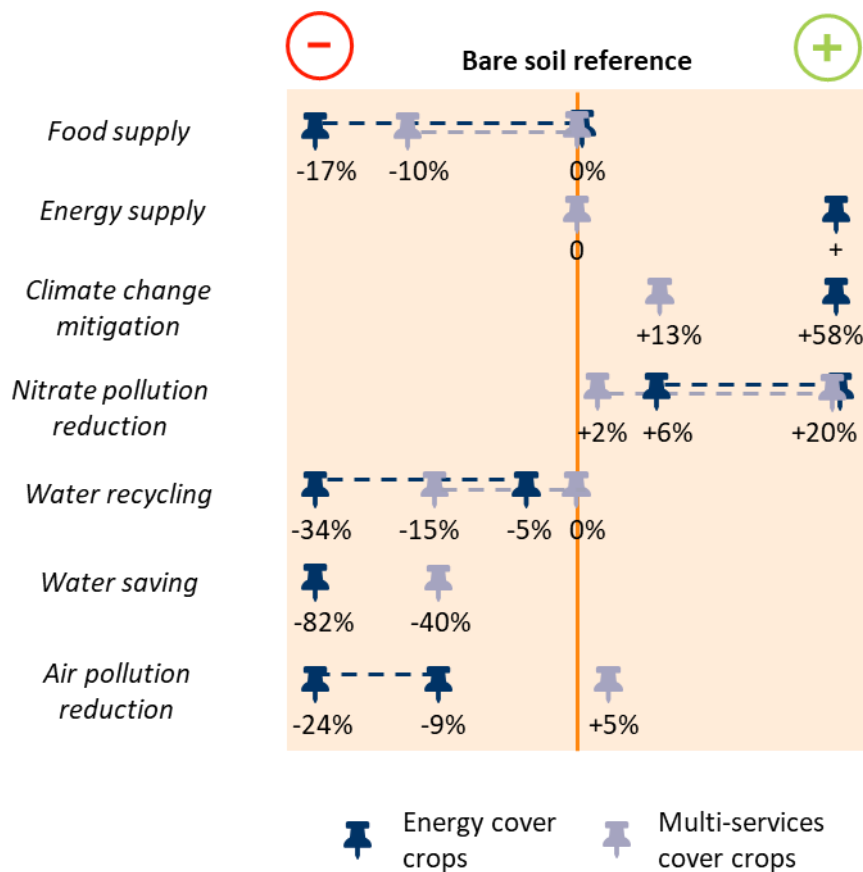 − +
Bare soil reference
Food supply
-17% -10% 0%
Energy supply
0 +
Climate change
mitigation
+13% +58%
Nitrate pollution
reduction
+2% +6% +20%
Water recycling
-34% -15% -5% 0%
Water saving
-82% -40%
Air pollution
reduction
-24% -9% +5%
Energy cover
crops
Multi-services
cover crops